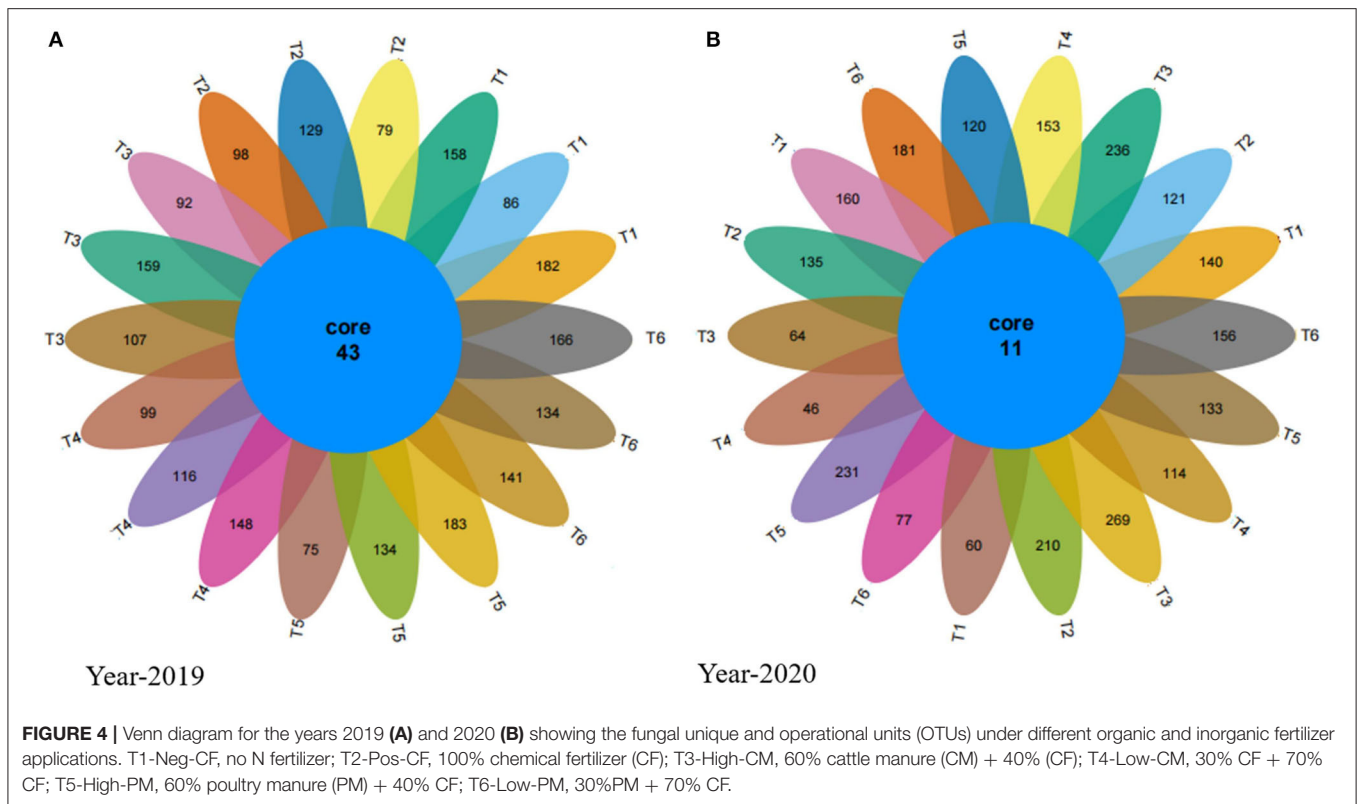 A
T2
129
T2
79
T1
158
T1
86
T1
182
T6
166
T6
134
T6
141
T5
183
T5
134
T5
75
T4
148
T4
116
T4
99
T3
107
T3
159
T3
92
T2
98
core
43
Year-2019
B
T5
120
T4
153
T3
236
T2
121
T1
140
T6
156
T5
133
T4
114
T3
269
T2
210
T1
60
T6
77
T5
231
T4
46
T3
64
T2
135
T1
160
T6
181
core
11
Year-2020
FIGURE 4 | Venn diagram for the years 2019 (A) and 2020 (B) showing the fungal unique and operational units (OTUs) under different organic and inorganic fertilizer
applications. T1-Neg-CF, no N fertilizer; T2-Pos-CF, 100% chemical fertilizer (CF); T3-High-CM, 60% cattle manure (CM) + 40% (CF); T4-Low-CM, 30% CF + 70%
CF; T5-High-PM, 60% poultry manure (PM) + 40% CF; T6-Low-PM, 30%PM + 70% CF.